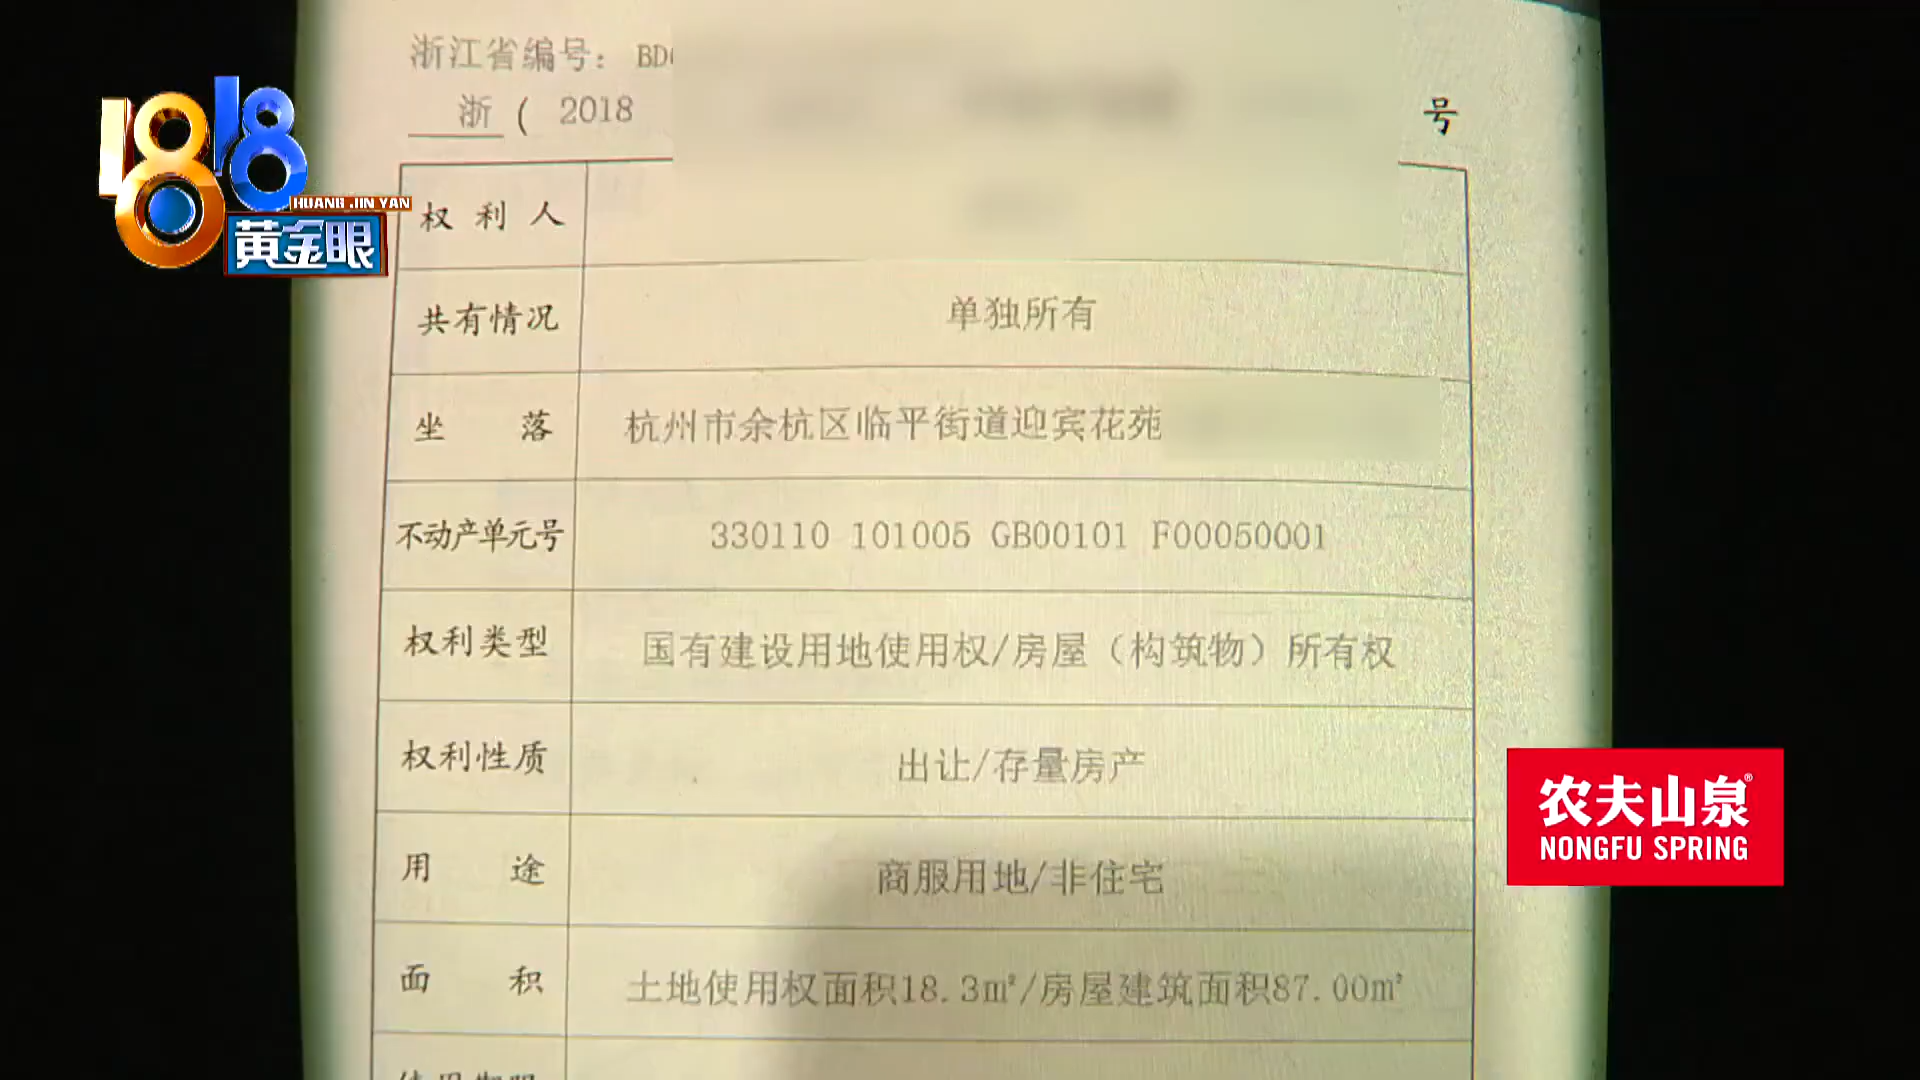 浙江省编号: BD
浙 ( 2018 号
1818
HUANG JIN YAN
黄金眼
权利人
共有情况 单独所有
坐落 杭州市余杭区临平街道迎宾花苑
不动产单元号 330110 101005 GB00101 F00050001
权利类型 国有建设用地使用权/房屋（构筑物）所有权
权利性质 出让/存量房产
农夫山泉®
NONGFU SPRING
用途 商服用地/非住宅
面积 土地使用权面积18.3㎡/房屋建筑面积87.00㎡